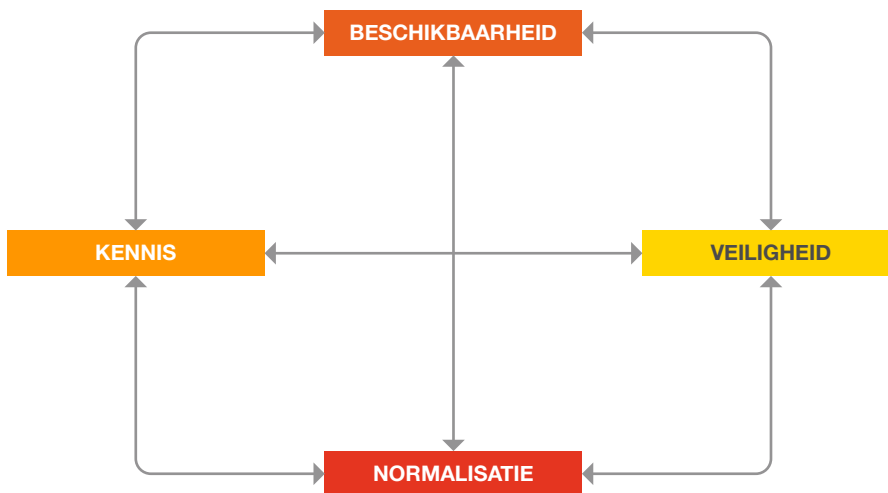 BESCHIKBAARHEID
KENNIS
VEILIGHEID
NORMALISATIE